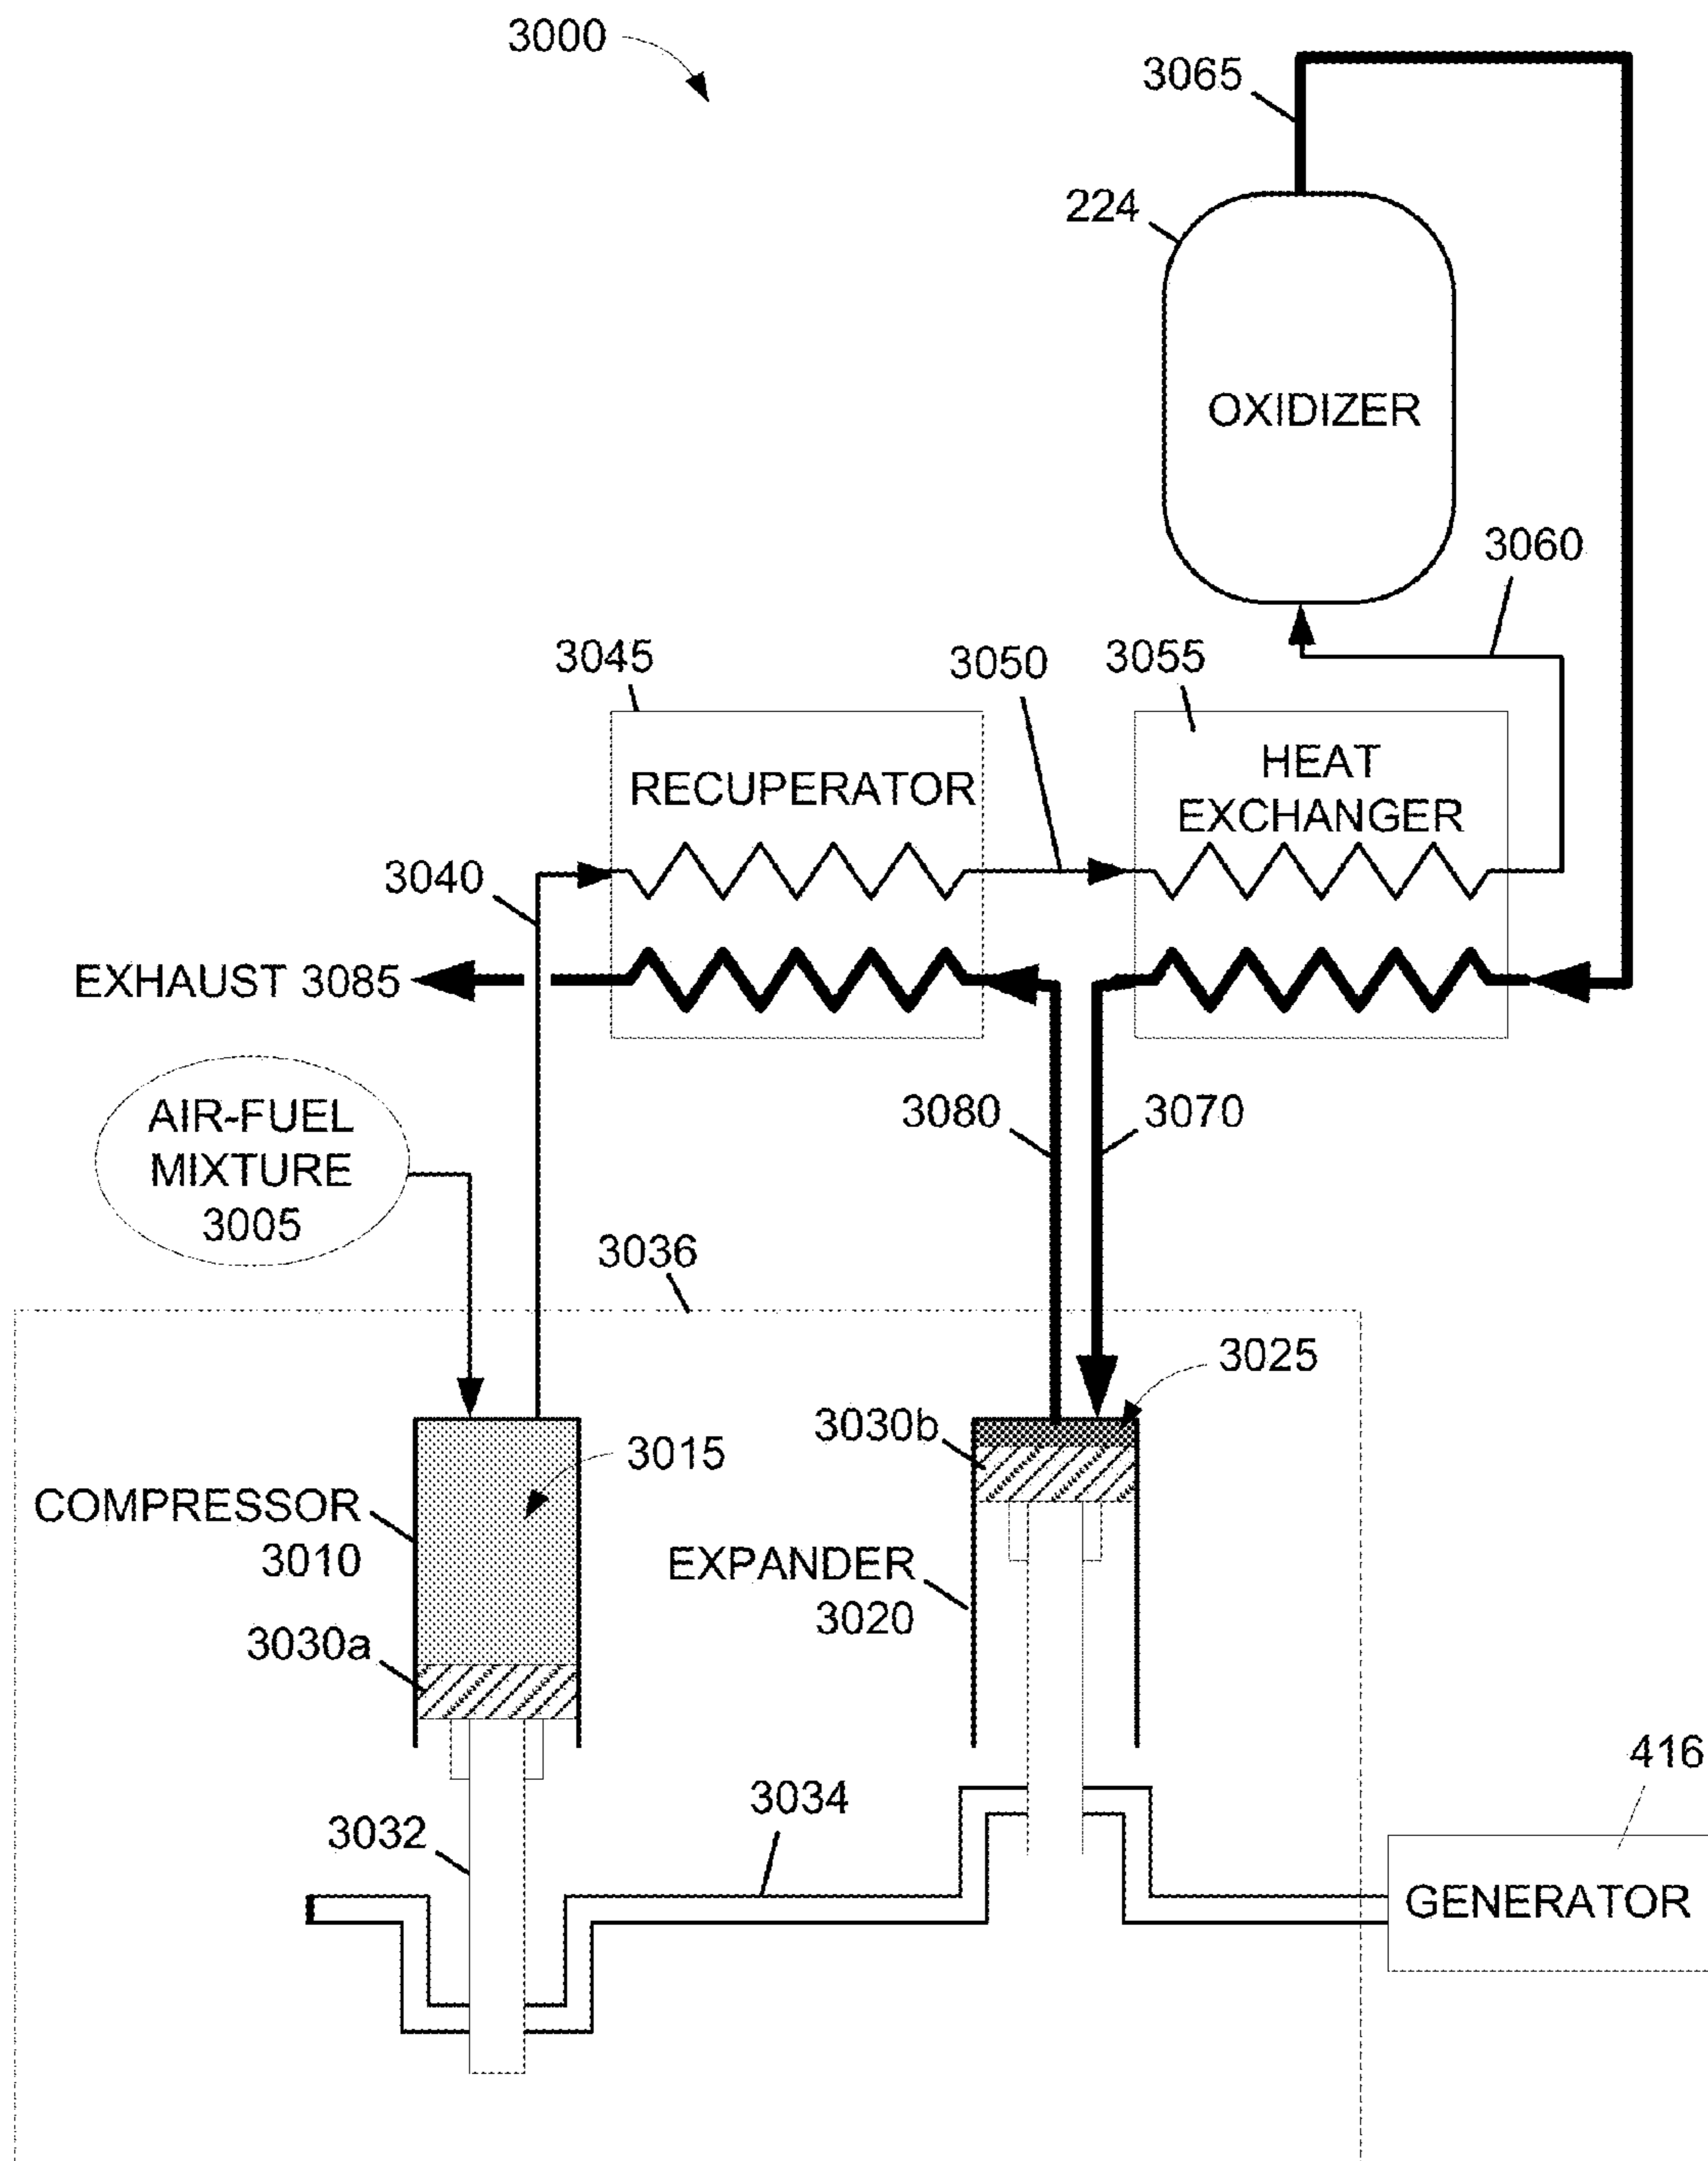 3000
3065
224
OXIDIZER
3060
3045
3050
3055
RECUPERATOR
HEAT
EXCHANGER
3040
EXHAUST 3085
AIR-FUEL
MIXTURE
3005
3080
3070
3036
3025
3030b
3015
COMPRESSOR
3010
EXPANDER
3020
3030a
416
3034
3032
GENERATOR